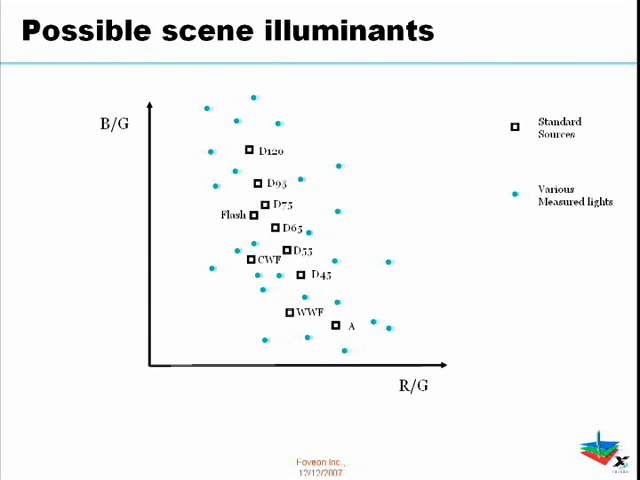 Possible scene illuminants
B/G
Standard
Sources
D120
D95
D75
Flash
D65
D55
CWF
D45
WWF
A
Various
Measured lights
R/G
Foveon Inc.,
12/12/2007